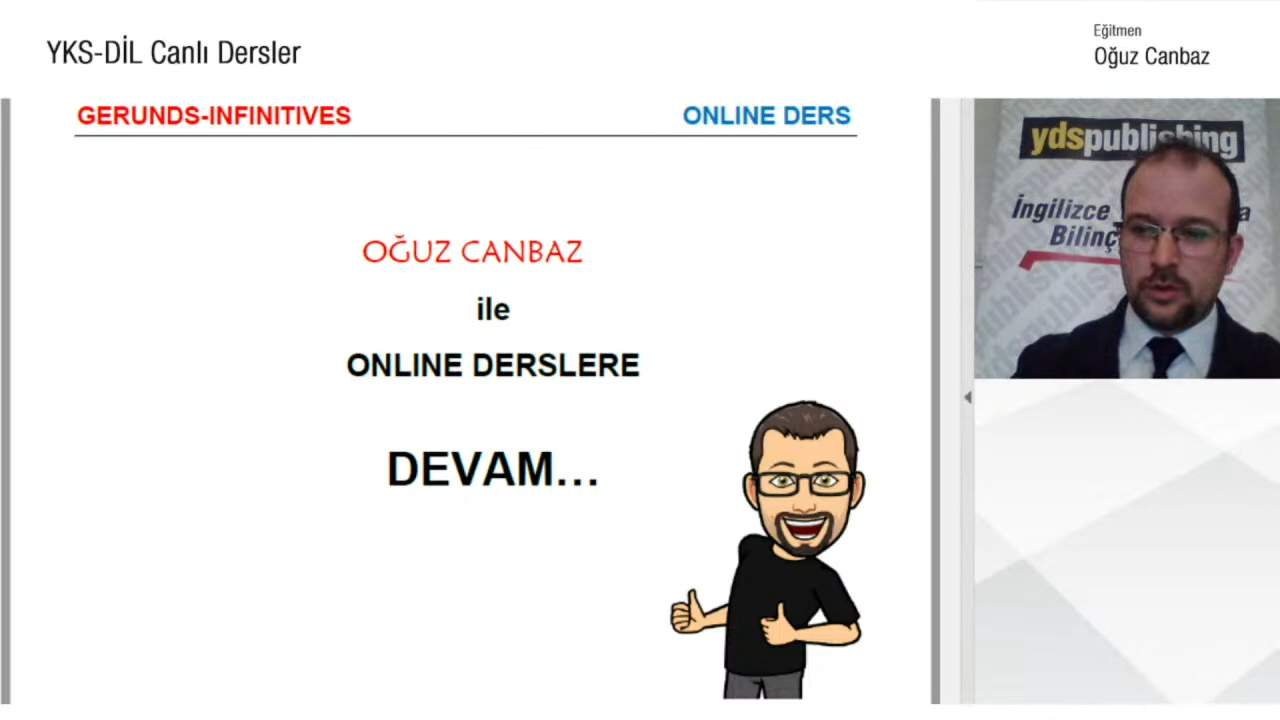 YKS-DİL Canlı Dersler
Eğitmen
Oğuz Canbaz
GERUNDS-INFINITIVES
ONLINE DERS
OĞUZ CANBAZ
ile
ONLINE DERSLERE
DEVAM...
ydspublishing
İngilizce